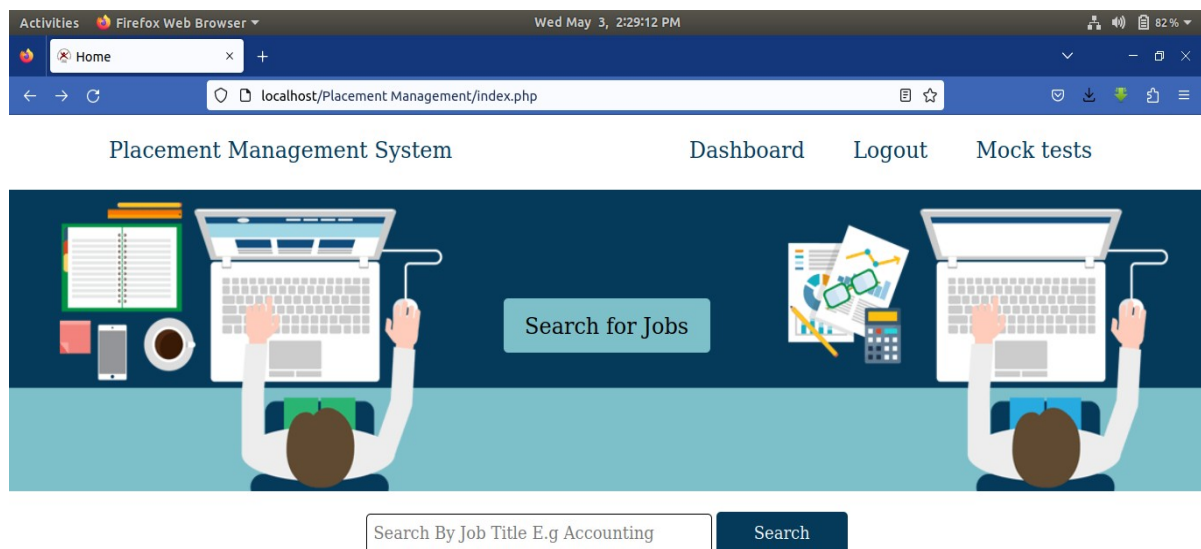 Activities Firefox Web Browser Wed May 3, 2:29:12 PM 82 %
Home
localhost/Placement Management/index.php
Placement Management System Dashboard Logout Mock tests
Search for Jobs
Search By Job Title E.g Accounting Search